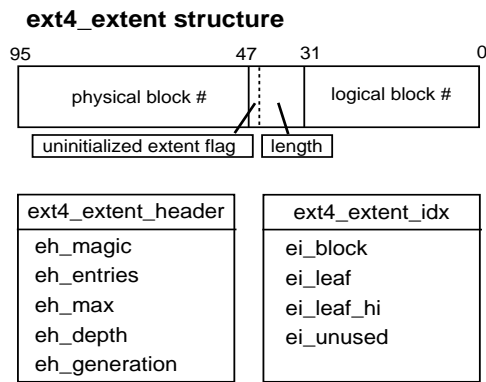 ext4_extent structure
95 47 31 0
physical block # logical block #
uninitialized extent flag length
ext4_extent_header
eh_magic
eh_entries
eh_max
eh_depth
eh_generation
ext4_extent_idx
ei_block
ei_leaf
ei_leaf_hi
ei_unused